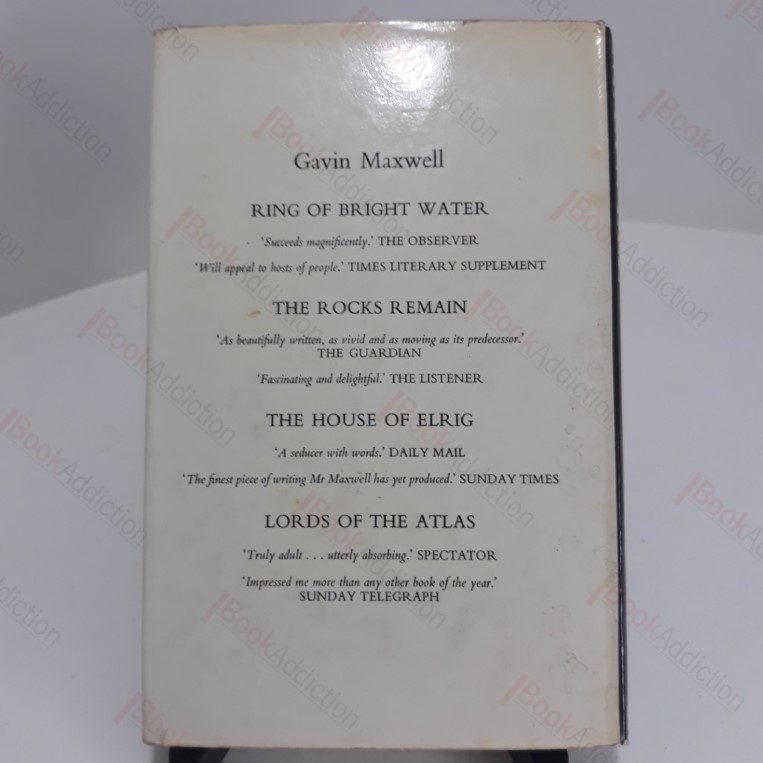 Gavin Maxwell
RING OF BRIGHT WATER
'Succeeds magnificently.' THE OBSERVER
'Will appeal to hosts of people.' TIMES LITERARY SUPPLEMENT
THE ROCKS REMAIN
'As beautifully written, as vivid and as moving as its predecessor.'
THE GUARDIAN
'Fascinating and delightful.' THE LISTENER
THE HOUSE OF ELRIG
'A seducer with words.' DAILY MAIL
'The finest piece of writing Mr Maxwell has yet produced.' SUNDAY TIMES
LORDS OF THE ATLAS
'Truly adult . . . utterly absorbing.' SPECTATOR
'Impressed me more than any other book of the year.'
SUNDAY TELEGRAPH
iBookAddiction